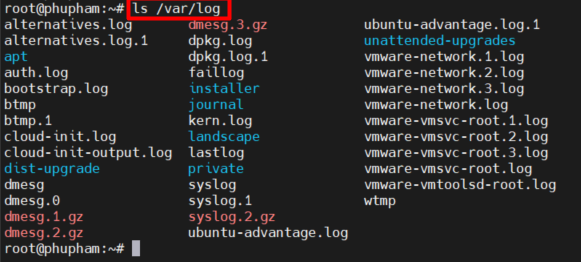 root@phupham:~# ls /var/log
alternatives.log dmesg.3.gz ubuntu-advantage.log.1
alternatives.log.1 dpkg.log unattended-upgrades
apt dpkg.log.1 vmware-network.1.log
auth.log faillog vmware-network.2.log
bootstrap.log installer vmware-network.3.log
btmp journal vmware-network.log
btmp.1 kern.log vmware-vmsvc-root.1.log
cloud-init.log landscape vmware-vmsvc-root.2.log
cloud-init-output.log lastlog vmware-vmsvc-root.3.log
dist-upgrade private vmware-vmsvc-root.log
dmesg syslog vmware-vmtoolsd-root.log
dmesg.0 syslog.1 wtmp
dmesg.1.gz syslog.2.gz
dmesg.2.gz ubuntu-advantage.log
root@phupham:~#